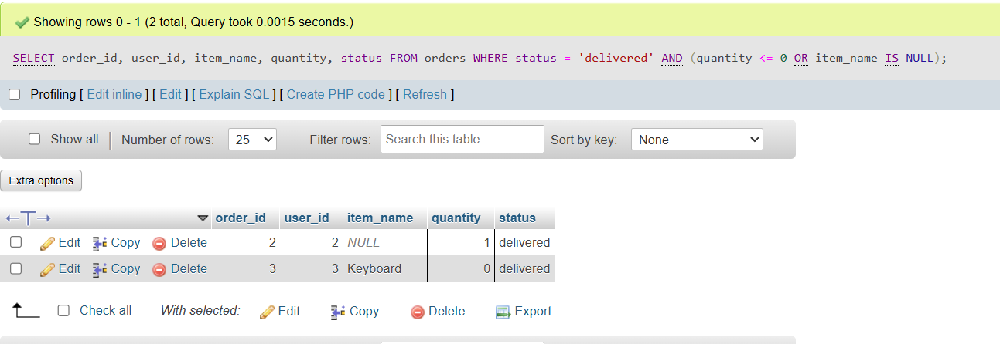 Showing rows 0 - 1 (2 total, Query took 0.0015 seconds.)
SELECT order_id, user_id, item_name, quantity, status FROM orders WHERE status = 'delivered' AND (quantity <= 0 OR item_name IS NULL);
Profiling [ Edit inline ] [ Edit ] [ Explain SQL ] [ Create PHP code ] [ Refresh ]
Show all Number of rows: 25 Filter rows: Search this table Sort by key: None
Extra options
order_id user_id item_name quantity status
Edit Copy Delete 2 2 NULL 1 delivered
Edit Copy Delete 3 3 Keyboard 0 delivered
Check all With selected: Edit Copy Delete Export